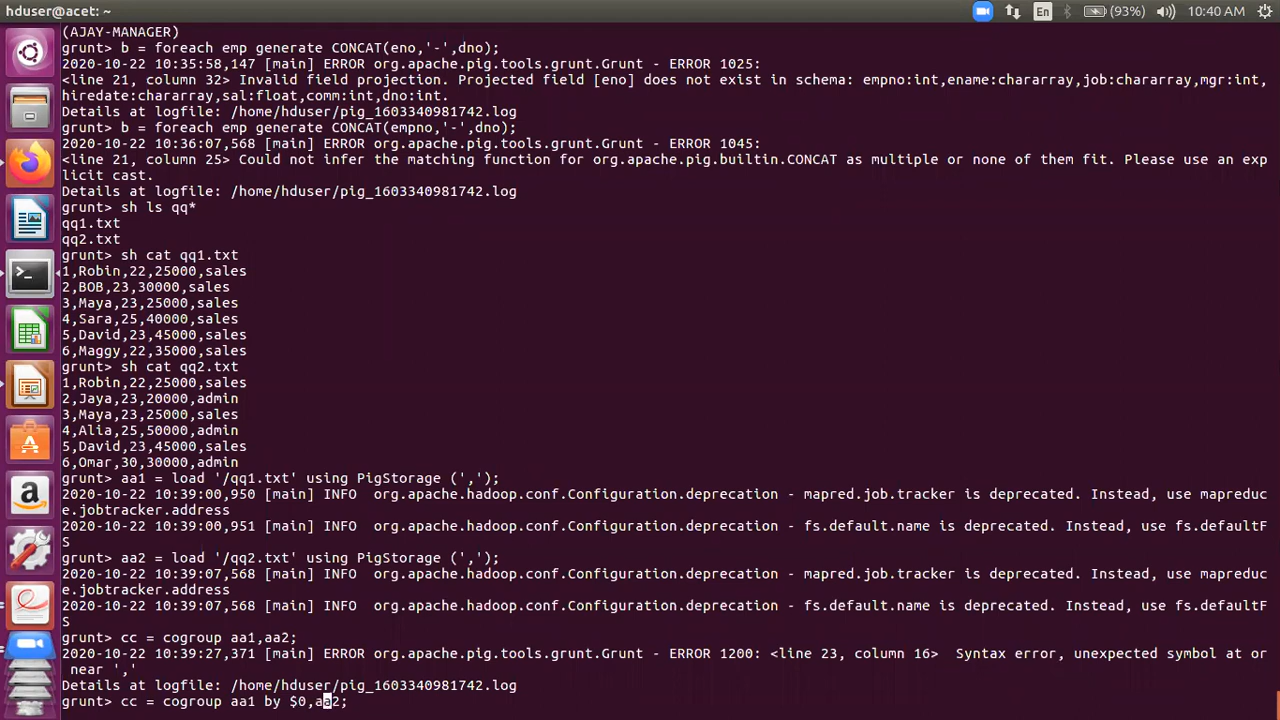 hduser@acet: ~
En
(93%)
10:40 AM
(AJAY-MANAGER)
grunt> b = foreach emp generate CONCAT(eno,'-',dno);
2020-10-22 10:35:58,147 [main] ERROR org.apache.pig.tools.grunt.Grunt - ERROR 1025:
<line 21, column 32> Invalid field projection. Projected field [eno] does not exist in schema: empno:int,ename:chararray,job:chararray,mgr:int,
hiredate:chararray,sal:float,comm:int,dno:int.
Details at logfile: /home/hduser/pig_1603340981742.log
grunt> b = foreach emp generate CONCAT(empno,'-',dno);
2020-10-22 10:36:07,568 [main] ERROR org.apache.pig.tools.grunt.Grunt - ERROR 1045:
<line 21, column 25> Could not infer the matching function for org.apache.pig.builtin.CONCAT as multiple or none of them fit. Please use an exp
licit cast.
Details at logfile: /home/hduser/pig_1603340981742.log
grunt> sh ls qq*
qq1.txt
qq2.txt
grunt> sh cat qq1.txt
1,Robin,22,25000,sales
2,BOB,23,30000,sales
3,Maya,23,25000,sales
4,Sara,25,40000,sales
5,David,23,45000,sales
6,Maggy,22,35000,sales
grunt> sh cat qq2.txt
1,Robin,22,25000,sales
2,Jaya,23,20000,admin
3,Maya,23,25000,sales
4,Alia,25,50000,admin
5,David,23,45000,sales
6,Omar,30,30000,admin
grunt> aa1 = load '/qq1.txt' using PigStorage (',');
2020-10-22 10:39:00,950 [main] INFO  org.apache.hadoop.conf.Configuration.deprecation - mapred.job.tracker is deprecated. Instead, use mapreduc
e.jobtracker.address
2020-10-22 10:39:00,951 [main] INFO  org.apache.hadoop.conf.Configuration.deprecation - fs.default.name is deprecated. Instead, use fs.defaultF
S
grunt> aa2 = load '/qq2.txt' using PigStorage (',');
2020-10-22 10:39:07,568 [main] INFO  org.apache.hadoop.conf.Configuration.deprecation - mapred.job.tracker is deprecated. Instead, use mapreduc
e.jobtracker.address
2020-10-22 10:39:07,568 [main] INFO  org.apache.hadoop.conf.Configuration.deprecation - fs.default.name is deprecated. Instead, use fs.defaultF
S
grunt> cc = cogroup aa1,aa2;
2020-10-22 10:39:27,371 [main] ERROR org.apache.pig.tools.grunt.Grunt - ERROR 1200: <line 23, column 16>  Syntax error, unexpected symbol at or
near ','
Details at logfile: /home/hduser/pig_1603340981742.log
grunt> cc = cogroup aa1 by $0,aa2;